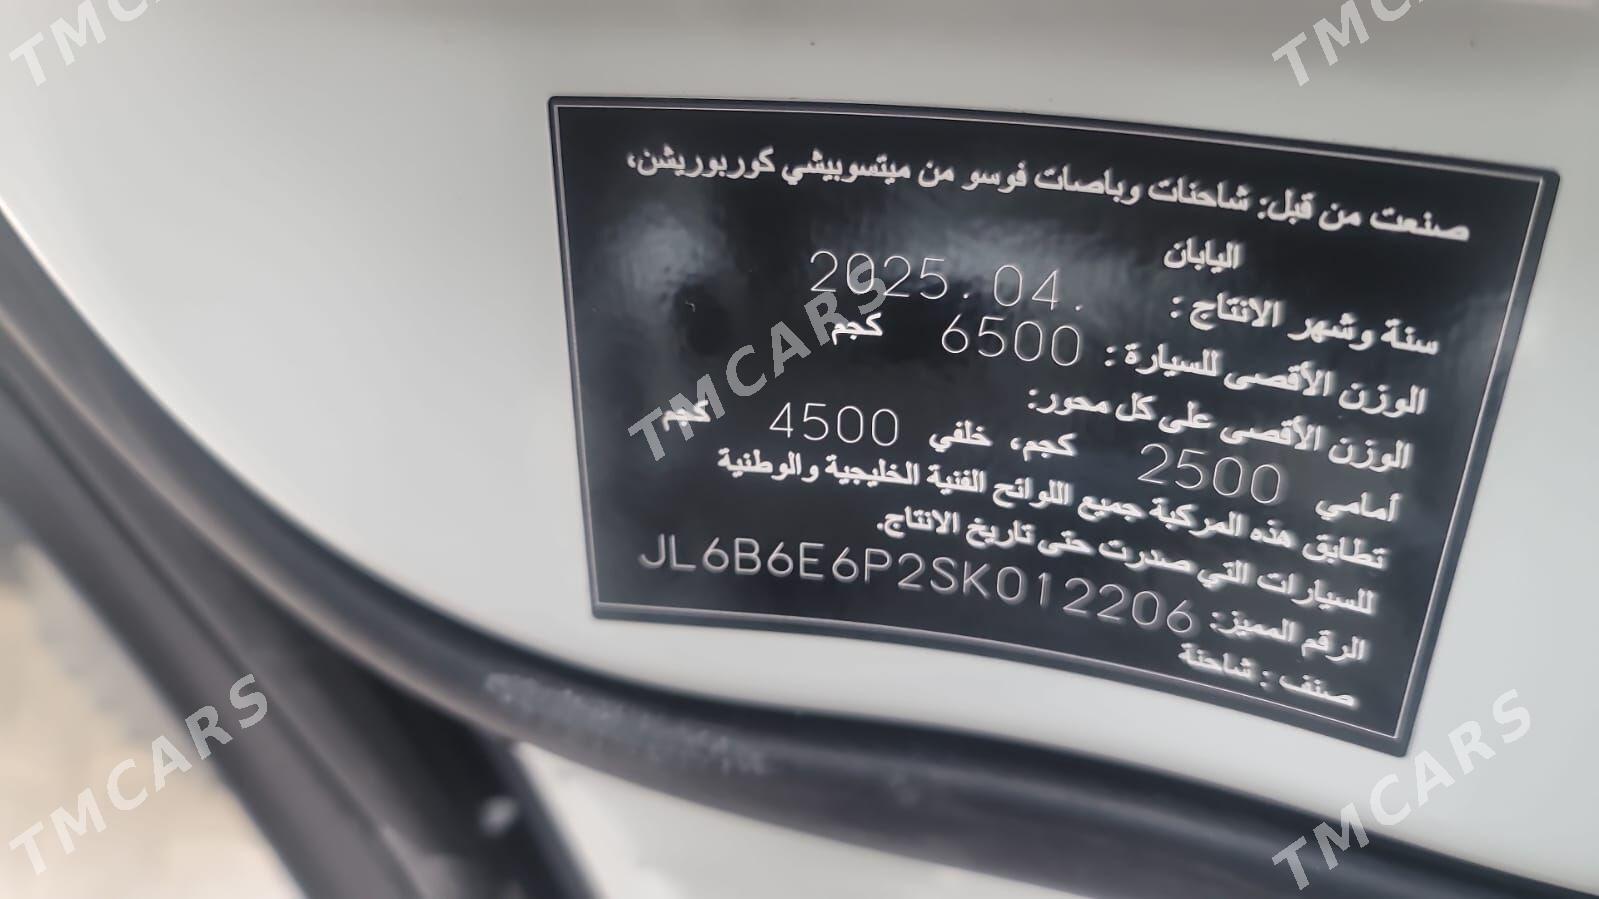 صنعت من قبل: شاحنات وباصات فوسو من ميتسوبيشي كوربوريشن،
اليابان
سنة وشهر الانتاج : 2025.04.
الوزن الأقصى للسيارة : 6500 كجم
الوزن الأقصى على كل محور:
أمامي 2500 كجم، خلفي 4500 كجم
تطابق هذه المركبة جميع اللوائح الفنية الخليجية والوطنية
للسيارات التي صدرت حتى تاريخ الانتاج.
الرقم المميز: JL6B6E6P2SK012206
صنف : شاحنة
TMCARS
TMCARS
TMCARS
TMCARS
TMCARS